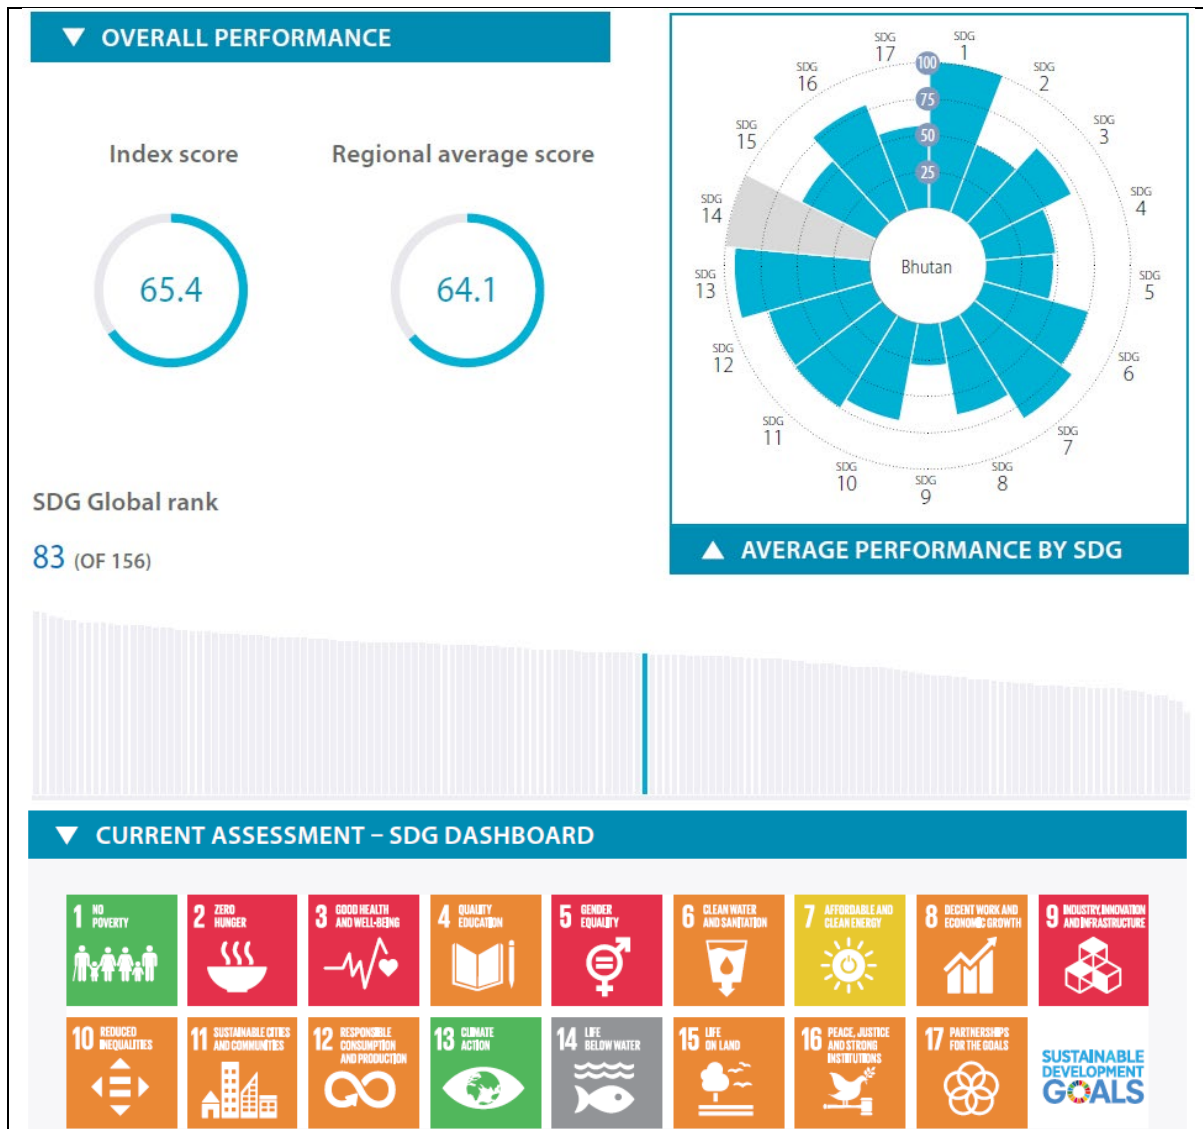 ▼ OVERALL PERFORMANCE
Index score
Regional average score
65.4
64.1
SDG Global rank
83 (OF 156)
SDG 1
SDG 2
SDG 3
SDG 4
SDG 5
SDG 6
SDG 7
SDG 8
SDG 9
SDG 10
SDG 11
SDG 12
SDG 13
SDG 14
SDG 15
SDG 16
SDG 17
100
75
50
25
Bhutan
▲ AVERAGE PERFORMANCE BY SDG
▼ CURRENT ASSESSMENT – SDG DASHBOARD
1 NO
POVERTY
2 ZERO
HUNGER
3 GOOD HEALTH
AND WELL-BEING
4 QUALITY
EDUCATION
5 GENDER
EQUALITY
6 CLEAN WATER
AND SANITATION
7 AFFORDABLE AND
CLEAN ENERGY
8 DECENT WORK AND
ECONOMIC GROWTH
9 INDUSTRY, INNOVATION
AND INFRASTRUCTURE
10 REDUCED
INEQUALITIES
11 SUSTAINABLE CITIES
AND COMMUNITIES
12 RESPONSIBLE
CONSUMPTION
AND PRODUCTION
13 CLIMATE
ACTION
14 LIFE
BELOW WATER
15 LIFE
ON LAND
16 PEACE, JUSTICE
AND STRONG
INSTITUTIONS
17 PARTNERSHIPS
FOR THE GOALS
SUSTAINABLE
DEVELOPMENT
GOALS